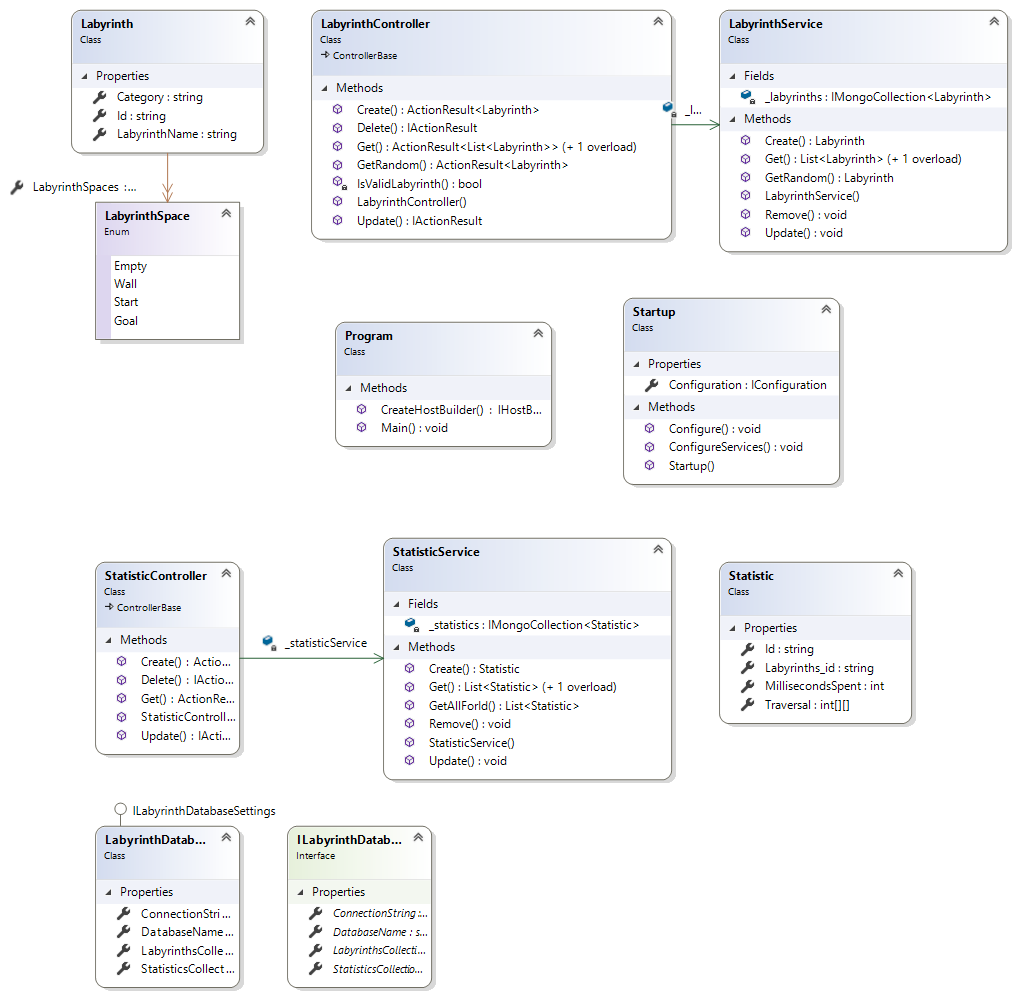 Labyrinth
Class
Properties
Category : string
Id : string
LabyrinthName : string
LabyrinthSpaces :...
LabyrinthSpace
Enum
Empty
Wall
Start
Goal
LabyrinthController
Class
ControllerBase
Methods
Create() : ActionResult<Labyrinth>
Delete() : IActionResult
Get() : ActionResult<List<Labyrinth>> (+ 1 overload)
GetRandom() : ActionResult<Labyrinth>
IsValidLabyrinth() : bool
LabyrinthController()
Update() : IActionResult
_l...
LabyrinthService
Class
Fields
_labyrinths : IMongoCollection<Labyrinth>
Methods
Create() : Labyrinth
Get() : List<Labyrinth> (+ 1 overload)
GetRandom() : Labyrinth
LabyrinthService()
Remove() : void
Update() : void
Program
Class
Methods
CreateHostBuilder() : IHostB...
Main() : void
Startup
Class
Properties
Configuration : IConfiguration
Methods
Configure() : void
ConfigureServices() : void
Startup()
StatisticController
Class
ControllerBase
Methods
Create() : Actio...
Delete() : IActio...
Get() : ActionRe...
StatisticControll...
Update() : IActi...
_statisticService
StatisticService
Class
Fields
_statistics : IMongoCollection<Statistic>
Methods
Create() : Statistic
Get() : List<Statistic> (+ 1 overload)
GetAllForId() : List<Statistic>
Remove() : void
StatisticService()
Update() : void
Statistic
Class
Properties
Id : string
Labyrinths_id : string
MillisecondsSpent : int
Traversal : int[][]
ILabyrinthDatabaseSettings
LabyrinthDatab...
Class
Properties
ConnectionStri...
DatabaseName...
LabyrinthsColle...
StatisticsCollect...
ILabyrinthDatab...
Interface
Properties
ConnectionString :...
DatabaseName : s...
LabyrinthsCollecti...
StatisticsCollectio...